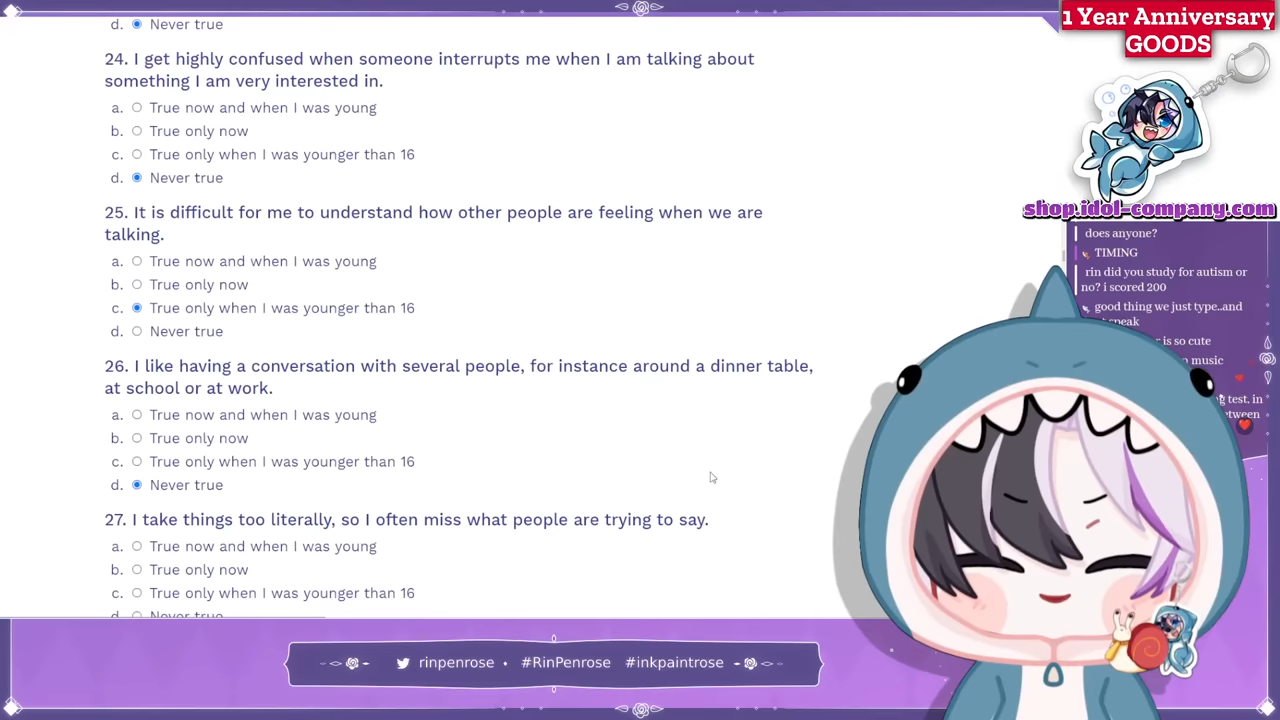 d. Never true
24. I get highly confused when someone interrupts me when I am talking about
something I am very interested in.
a. True now and when I was young
b. True only now
c. True only when I was younger than 16
d. Never true
25. It is difficult for me to understand how other people are feeling when we are
talking.
a. True now and when I was young
b. True only now
c. True only when I was younger than 16
d. Never true
26. I like having a conversation with several people, for instance around a dinner table,
at school or at work.
a. True now and when I was young
b. True only now
c. True only when I was younger than 16
d. Never true
27. I take things too literally, so I often miss what people are trying to say.
a. True now and when I was young
b. True only now
c. True only when I was younger than 16
d. Never true
1 Year Anniversary
GOODS
shop.idol-company.com
does anyone?
TIMING
rin did you study for autism or
no? i scored 200
good thing we just type..and
speak
is so cute
music
test, in
rinpenrose • #RinPenrose #inkpaintrose